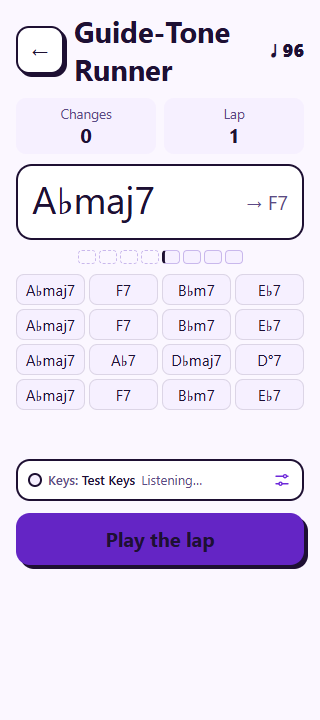 ←
Guide-Tone
Runner
♩ 96
Changes
0
Lap
1
A♭maj7
→ F7
A♭maj7 F7 B♭m7 E♭7
A♭maj7 F7 B♭m7 E♭7
A♭maj7 A♭7 D♭maj7 D°7
A♭maj7 F7 B♭m7 E♭7
Keys: Test Keys Listening...
Play the lap